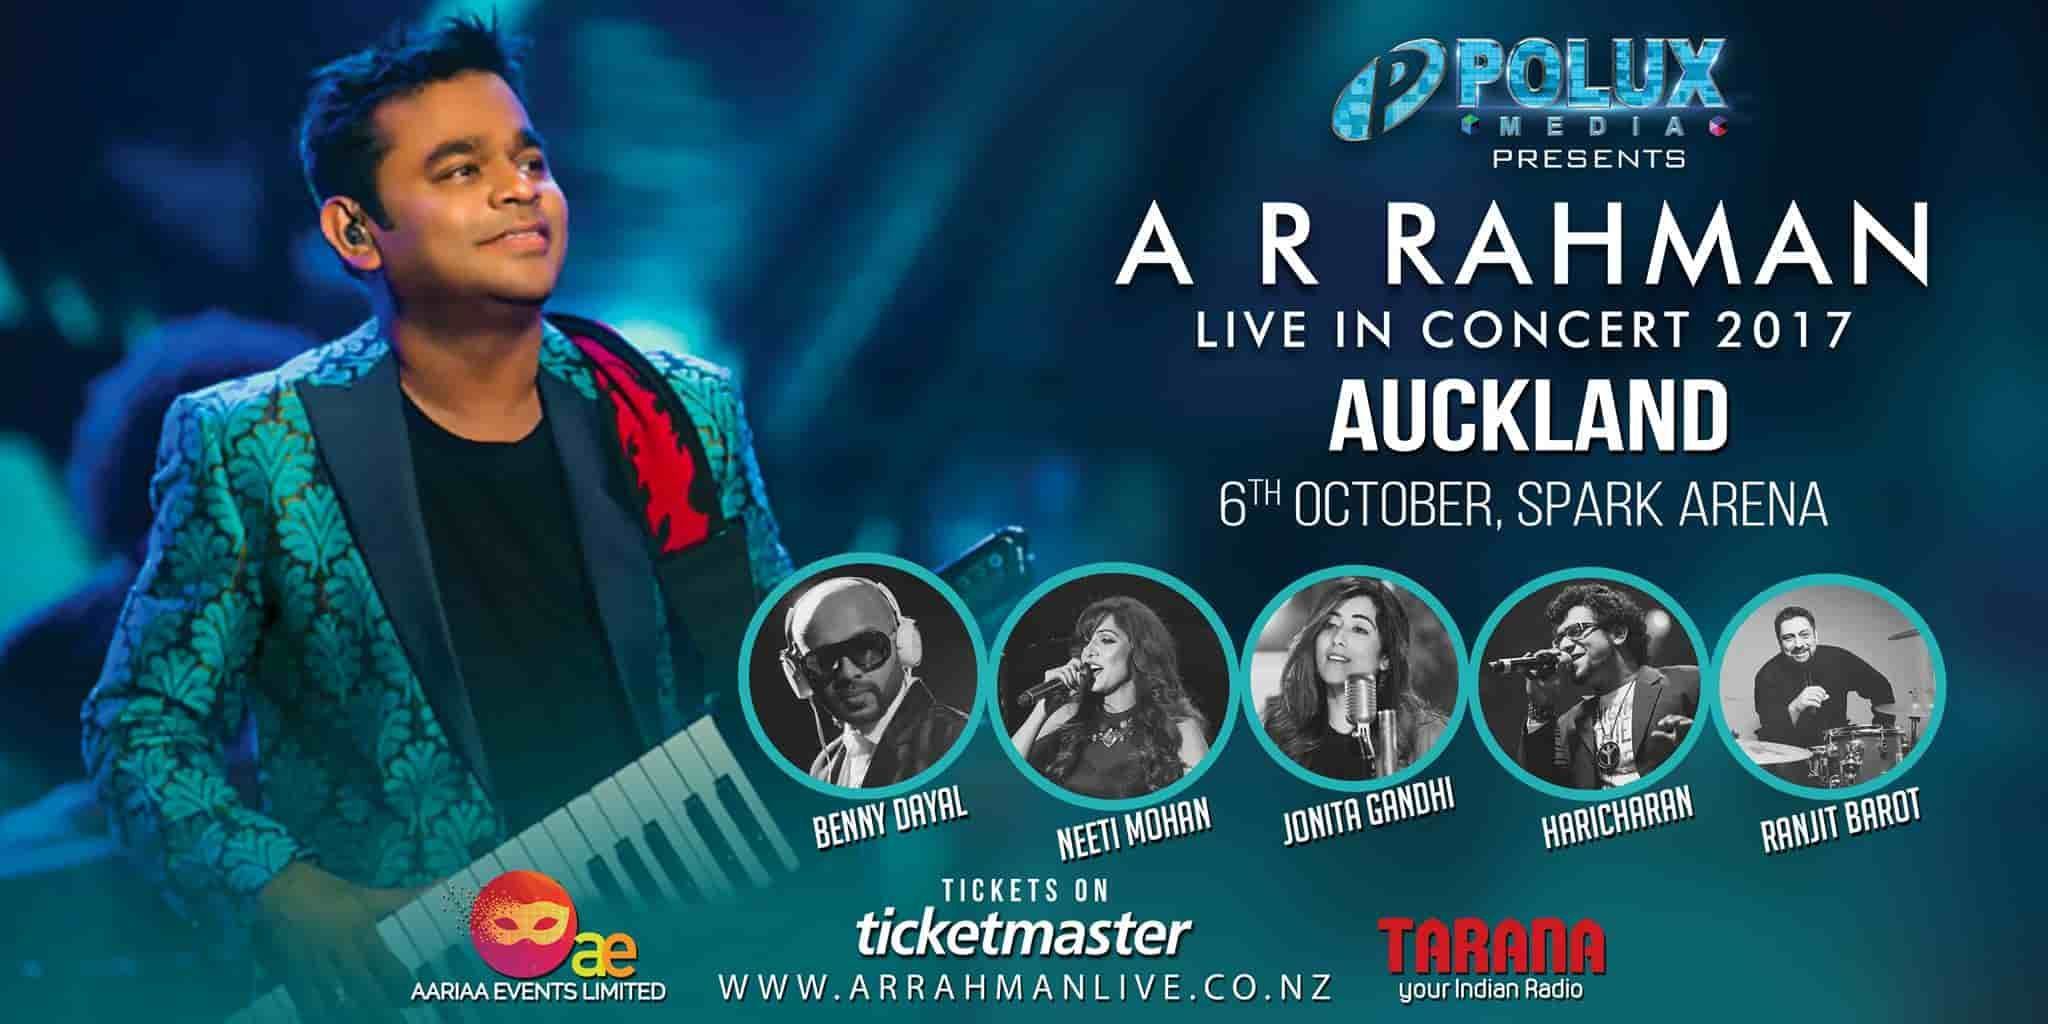 POLUX
MEDIA
PRESENTS
A R RAHMAN
LIVE IN CONCERT 2017
AUCKLAND
6TH OCTOBER, SPARK ARENA
BENNY DAYAL
NEETI MOHAN
JONITA GANDHI
HARICHARAN
RANJIT BAROT
ae
AARIAA EVENTS LIMITED
TICKETS ON
ticketmaster
WWW.ARRAHMANLIVE.CO.NZ
TARANA
your Indian Radio